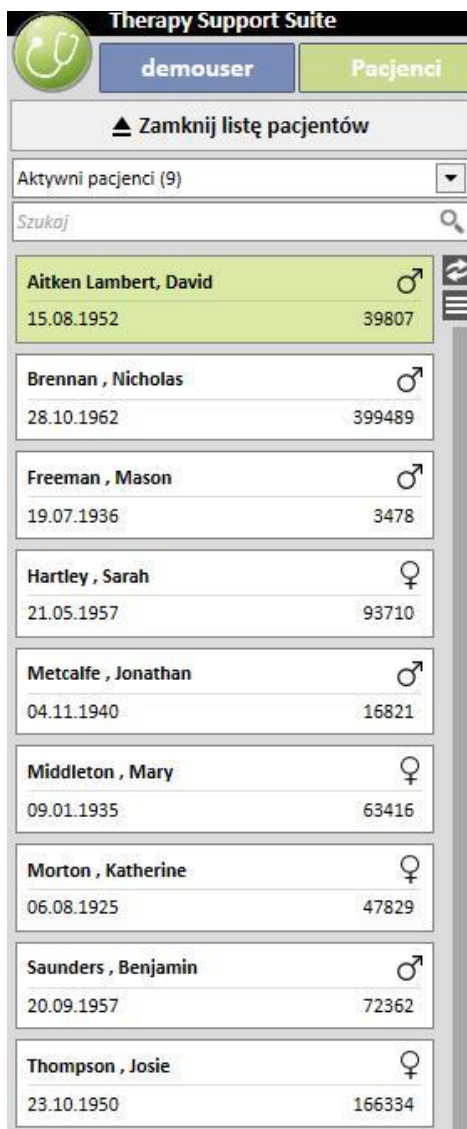 Therapy Support Suite
demouser Pacjenci
Zamknij listę pacjentów
Aktywni pacjenci (9)
Szukaj
Aitken Lambert, David
15.08.1952 39807
Brennan , Nicholas
28.10.1962 399489
Freeman , Mason
19.07.1936 3478
Hartley , Sarah
21.05.1957 93710
Metcalfe , Jonathan
04.11.1940 16821
Middleton , Mary
09.01.1935 63416
Morton , Katherine
06.08.1925 47829
Saunders , Benjamin
20.09.1957 72362
Thompson , Josie
23.10.1950 166334